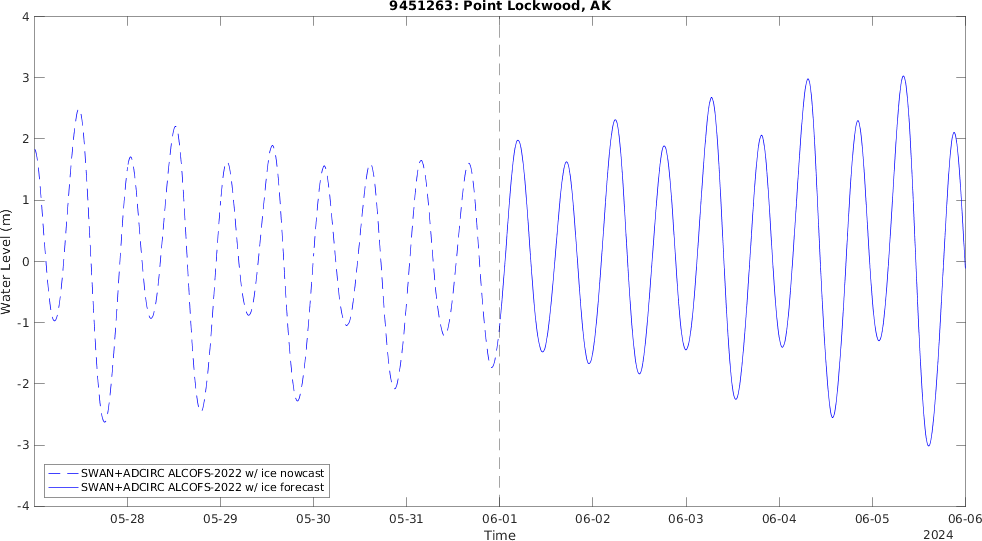 9451263: Point Lockwood, AK
Water Level (m)
4
3
2
1
0
-1
-2
-3
-4
SWAN+ADCIRC ALCOFS-2022 w/ ice nowcast
SWAN+ADCIRC ALCOFS-2022 w/ ice forecast
05-28 05-29 05-30 05-31 06-01 06-02 06-03 06-04 06-05 06-06
Time
2024